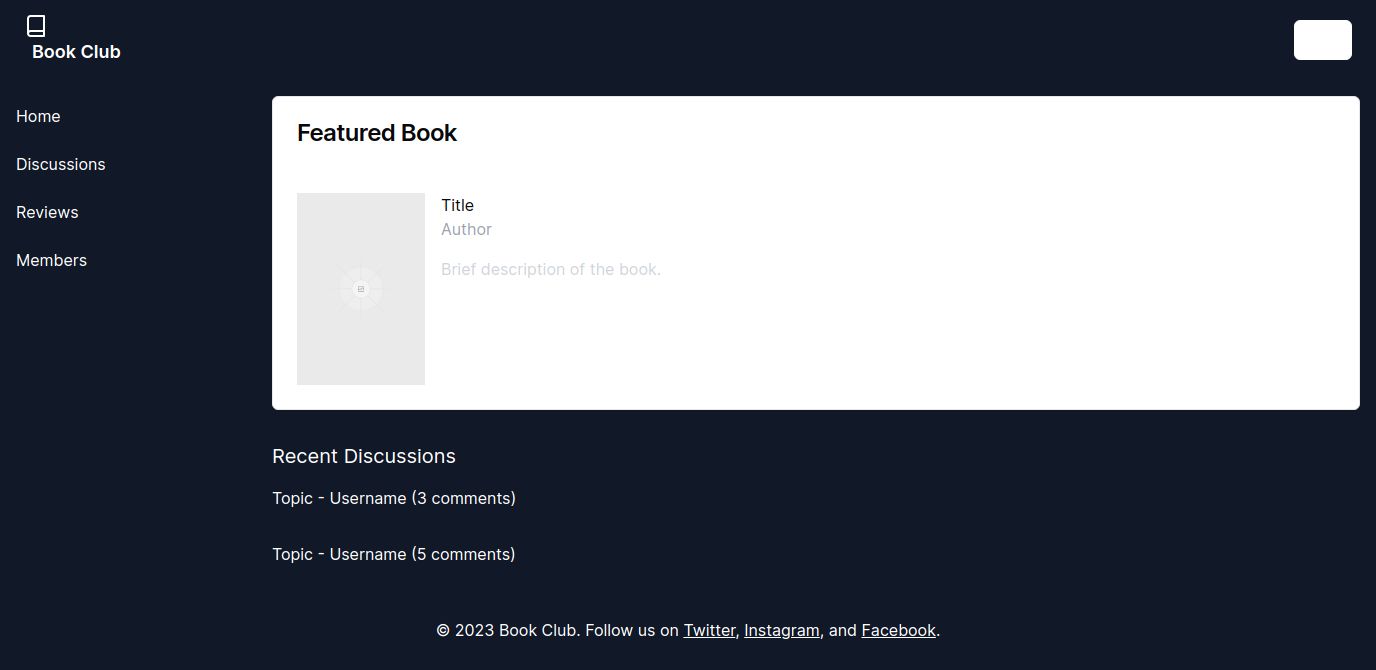 Book Club
Home
Discussions
Reviews
Members
Featured Book
Title
Author
Brief description of the book.
Recent Discussions
Topic - Username (3 comments)
Topic - Username (5 comments)
© 2023 Book Club. Follow us on Twitter, Instagram, and Facebook.